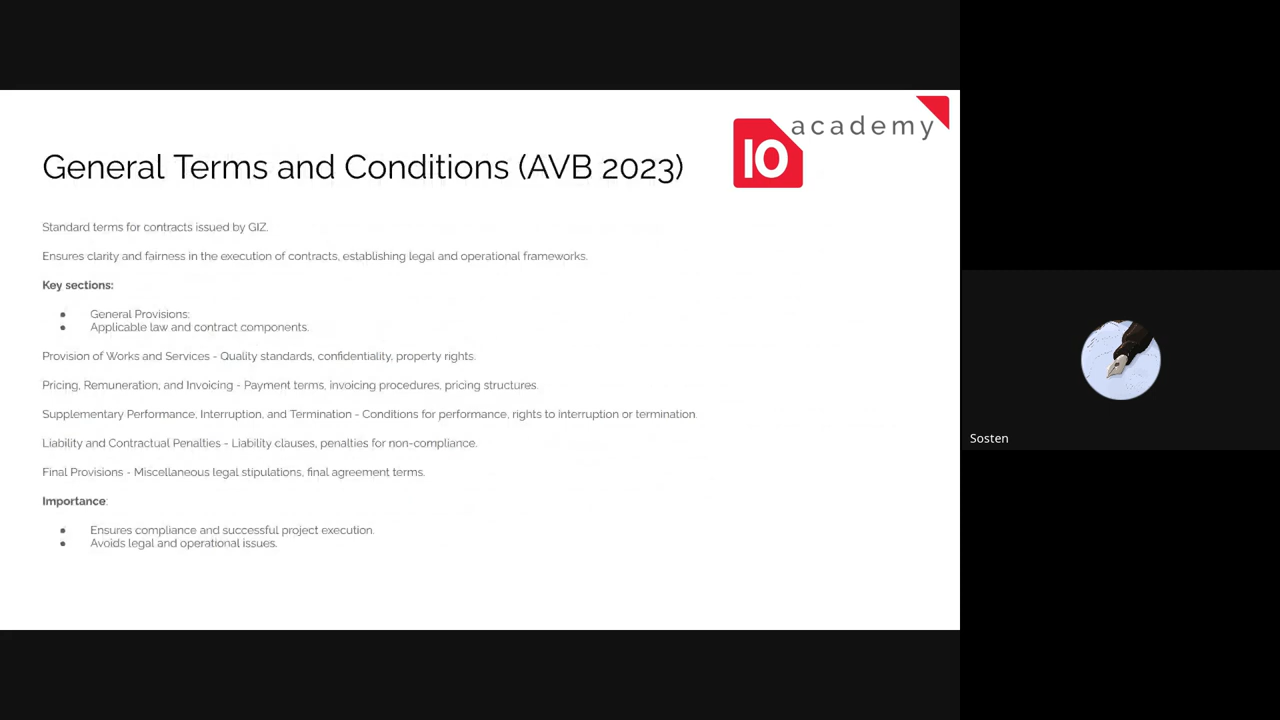 academy
10
General Terms and Conditions (AVB 2023)
Standard terms for contracts issued by GIZ.
Ensures clarity and fairness in the execution of contracts, establishing legal and operational frameworks.
Key sections:
● General Provisions:
● Applicable law and contract components.
Provision of Works and Services - Quality standards, confidentiality, property rights.
Pricing, Remuneration, and Invoicing - Payment terms, invoicing procedures, pricing structures.
Supplementary Performance, Interruption, and Termination - Conditions for performance, rights to interruption or termination.
Liability and Contractual Penalties - Liability clauses, penalties for non-compliance.
Final Provisions - Miscellaneous legal stipulations, final agreement terms.
Importance:
● Ensures compliance and successful project execution.
● Avoids legal and operational issues.
Sosten